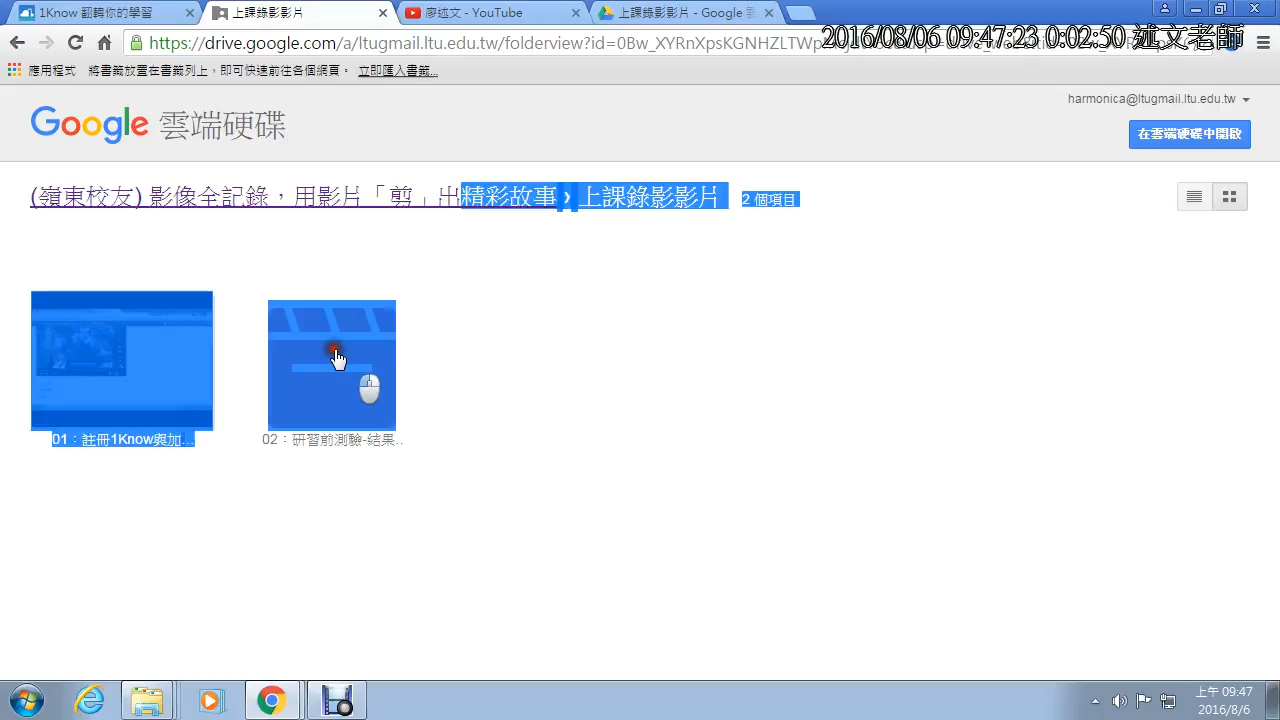 1Know 翻轉你的學習
上課錄影影片
廖述文 - YouTube
上課錄影影片 - Google 雲
https://drive.google.com/a/ltugmail.ltu.edu.tw/folderview?id=0Bw_XYRnXpsKGNHZLTWp
2016/08/06 09:47:23 0:02:50 述文老師
應用程式
將書籤放置在書籤列上，即可快速前往各個網頁。
立即匯入書籤...
harmonica@ltugmail.ltu.edu.tw
Google 雲端硬碟
在雲端硬碟中開啟
(嶺東校友) 影像全記錄，用影片「剪」出精彩故事 › 上課錄影影片
2 個項目
01：註冊1Know與加...
02：研習前測驗-結果..
上午 09:47
2016/8/6